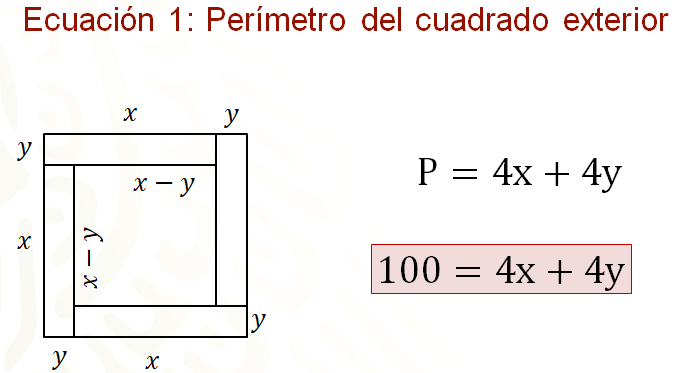 Ecuación 1: Perímetro del cuadrado exterior
x y
y
x − y
P = 4x + 4y
x
x − y
100 = 4x + 4y
y
y x